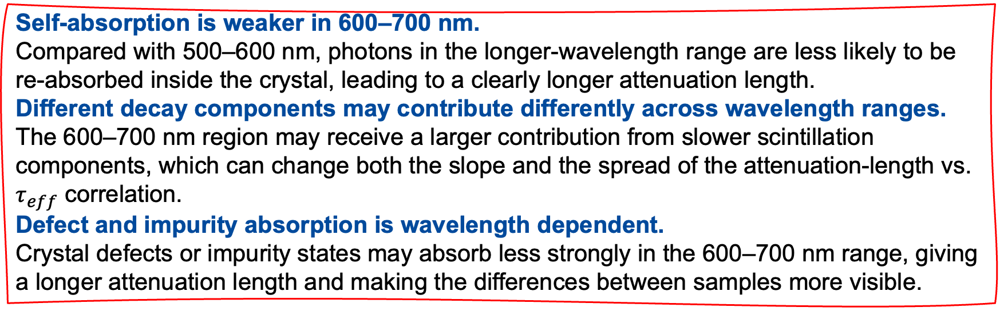 Self-absorption is weaker in 600–700 nm.
Compared with 500–600 nm, photons in the longer-wavelength range are less likely to be
re-absorbed inside the crystal, leading to a clearly longer attenuation length.
Different decay components may contribute differently across wavelength ranges.
The 600–700 nm region may receive a larger contribution from slower scintillation
components, which can change both the slope and the spread of the attenuation-length vs.
τ_eff correlation.
Defect and impurity absorption is wavelength dependent.
Crystal defects or impurity states may absorb less strongly in the 600–700 nm range, giving
a longer attenuation length and making the differences between samples more visible.